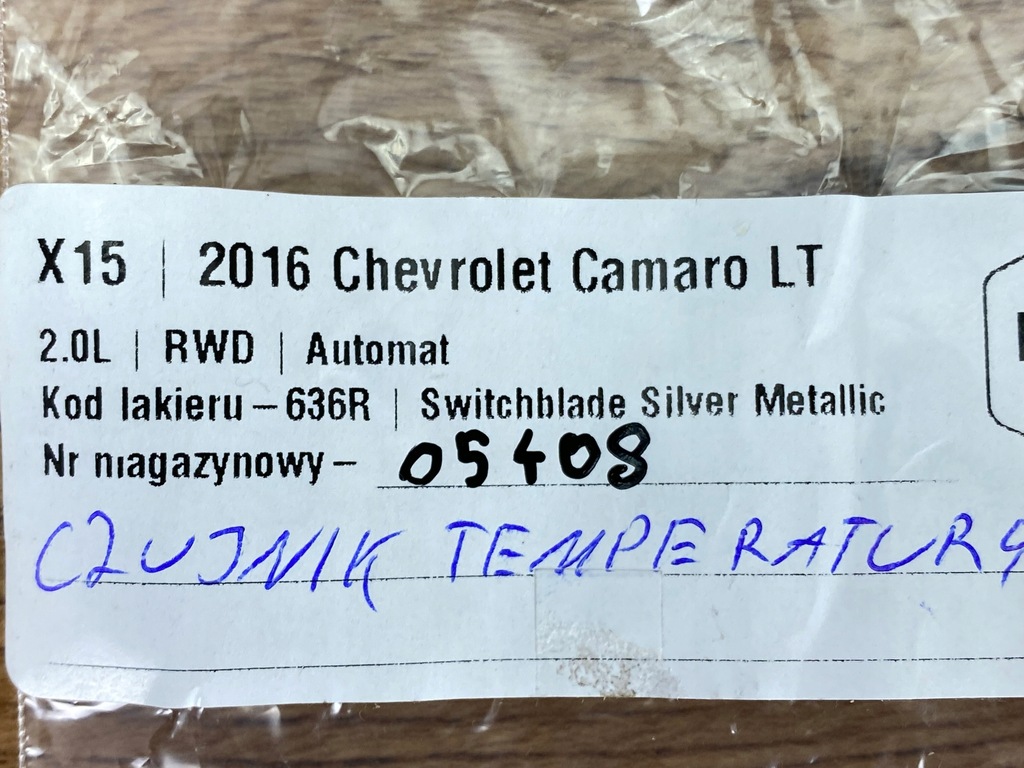 X15 | 2016 Chevrolet Camaro LT
2.0L | RWD | Automat
Kod lakieru – 636R | Switchblade Silver Metallic
Nr magazynowy – 05408
CZUJNIK TEMPERATURY